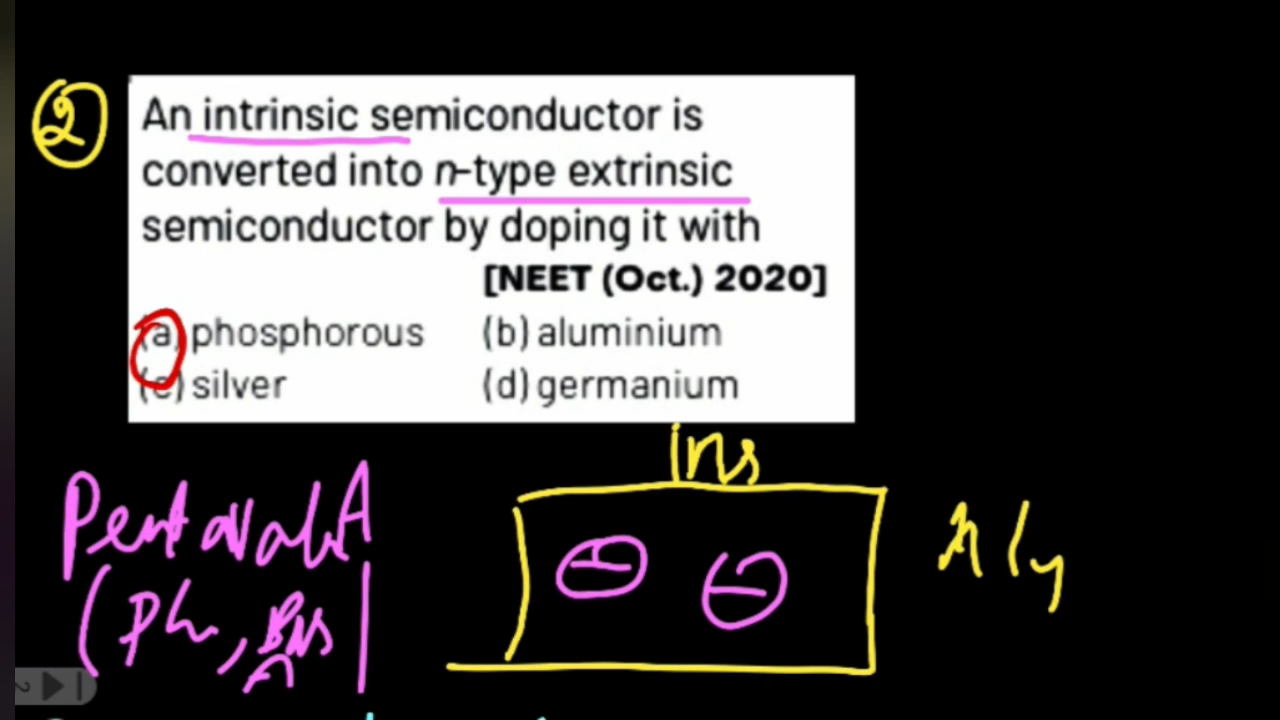 2
An intrinsic semiconductor is
converted into n-type extrinsic
semiconductor by doping it with
[NEET (Oct.) 2020]
(a) phosphorous (b) aluminium
(c) silver (d) germanium
ins